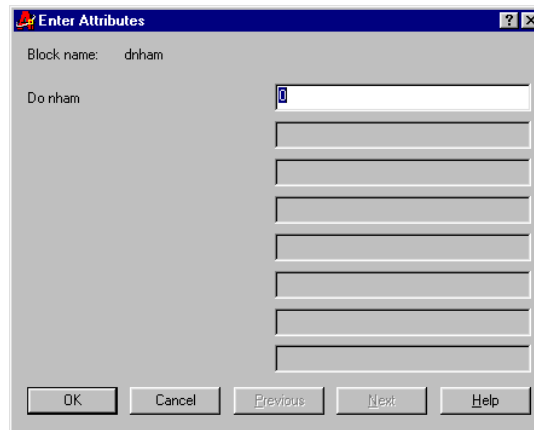 Enter Attributes
Block name: dnham
Do nham 0
OK Cancel Previous Next Help